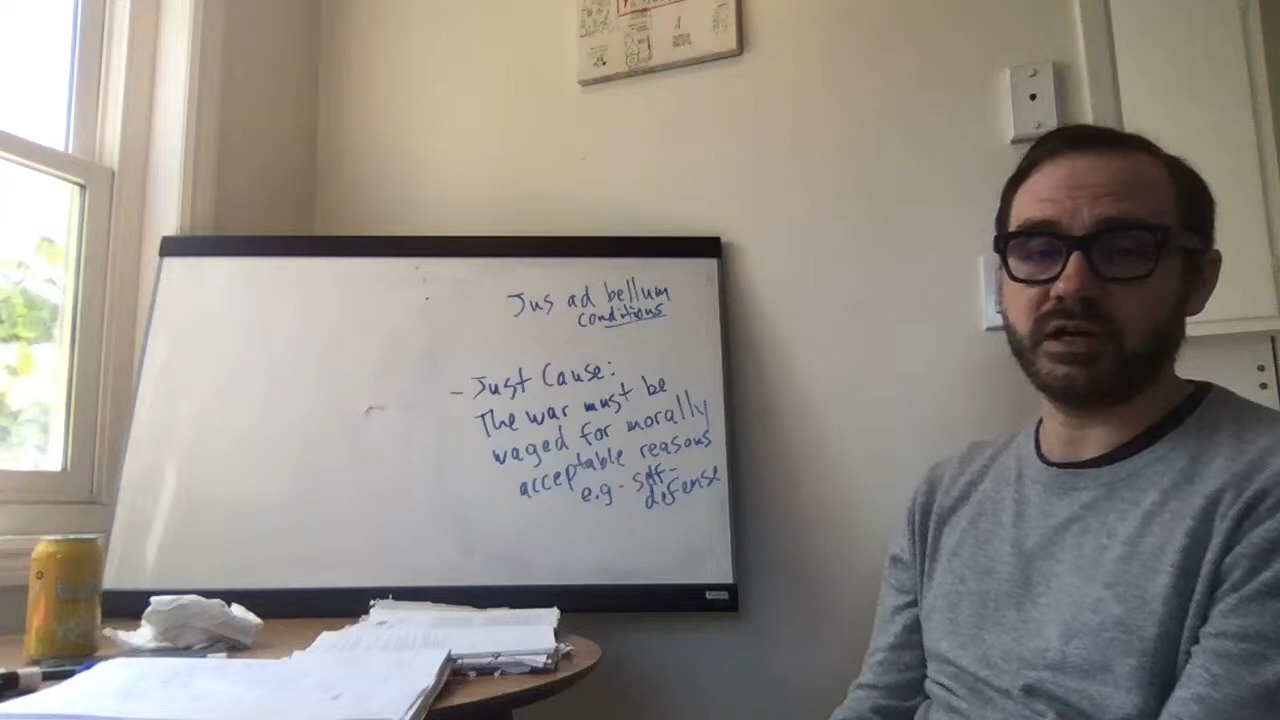 Jus ad bellum
conditions
- Just Cause:
The war must be
waged for morally
acceptable reasons
e.g. self-
defense